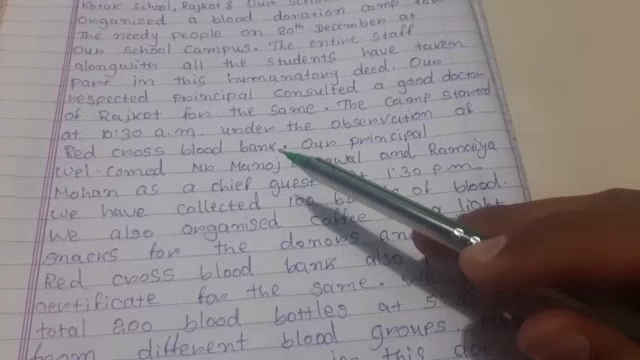 Kotak School, Rajkot & Our School
Organized a blood donation camp for
The needy people on 20th December at
Our school campus. The entire staff
alongwith all the students have taken
Part in this humanatory deed. Our
respected principal consulted a good doctor
of Rajkot for the same. The camp started
at 10:30 a.m. under the observation of
Red cross blood bank. Our principal
wel-comed Mr Manoj and Ramaiya
Mohan as a chief guest at 1:30 p.m
We have collected 100 of blood.
We also organised coffee light
snacks for the donors and
Red cross blood bank also
certificate for the same.
total 200 blood bottles at
from different blood groups.
in this